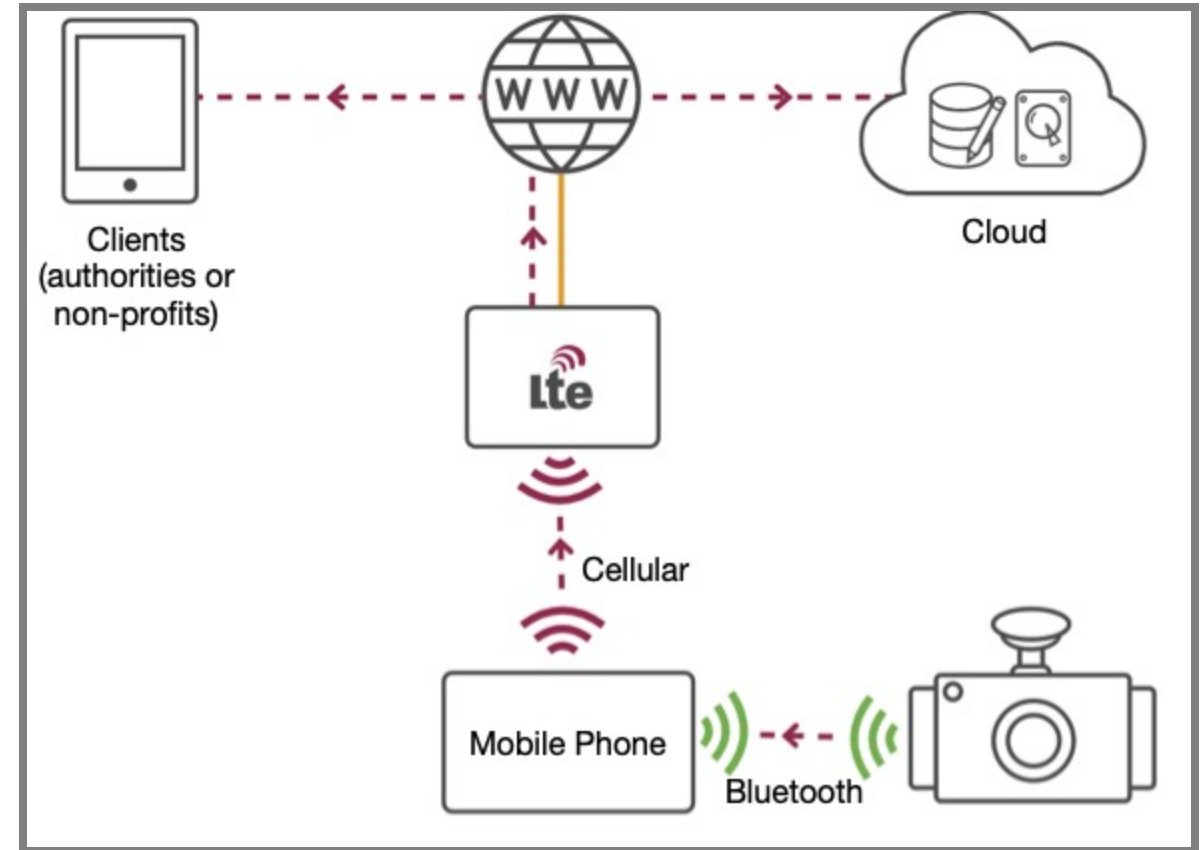 WWW
Clients
(authorities or
non-profits)
Cloud
Lte
Cellular
Mobile Phone
Bluetooth